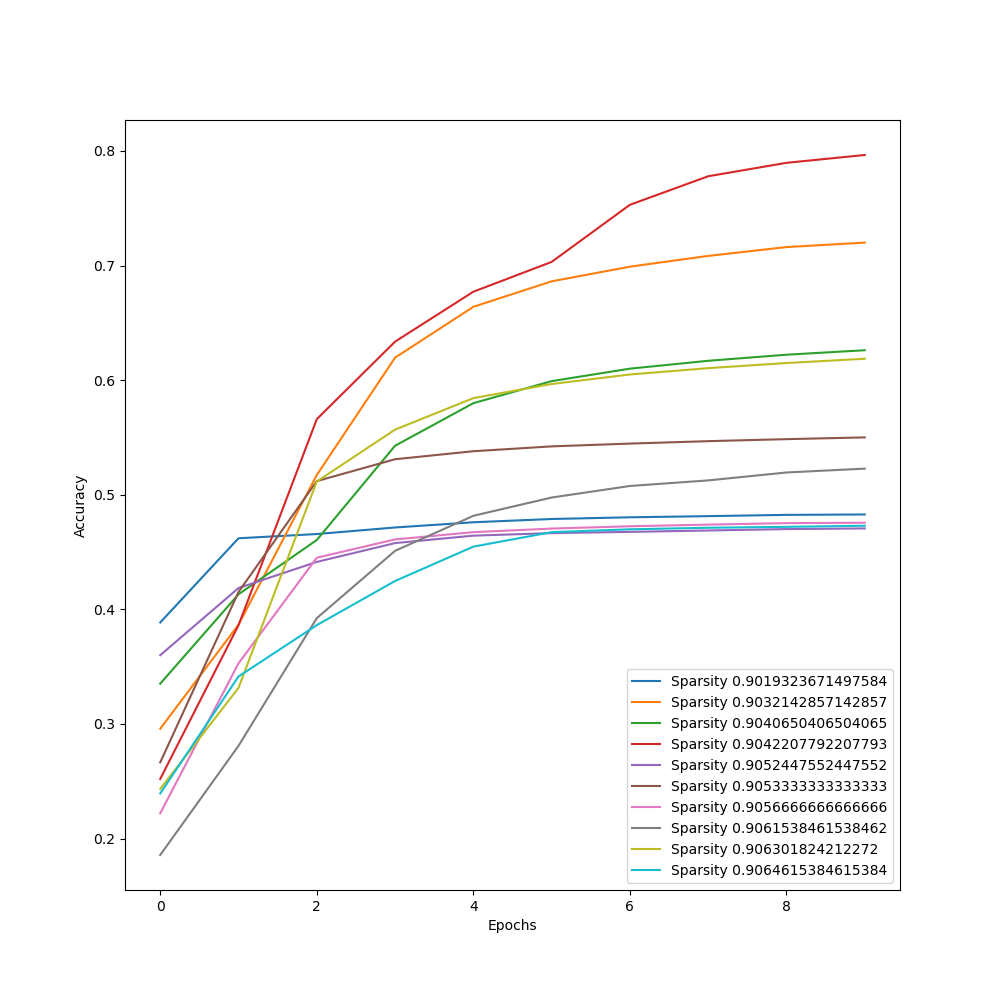 0.8
0.7
0.6
0.5
0.4
0.3
0.2
Accuracy
0 2 4 6 8
Epochs
Sparsity 0.9019323671497584
Sparsity 0.9032142857142857
Sparsity 0.9040650406504065
Sparsity 0.9042207792207793
Sparsity 0.9052447552447552
Sparsity 0.9053333333333333
Sparsity 0.9056666666666666
Sparsity 0.9061538461538462
Sparsity 0.906301824212272
Sparsity 0.9064615384615384